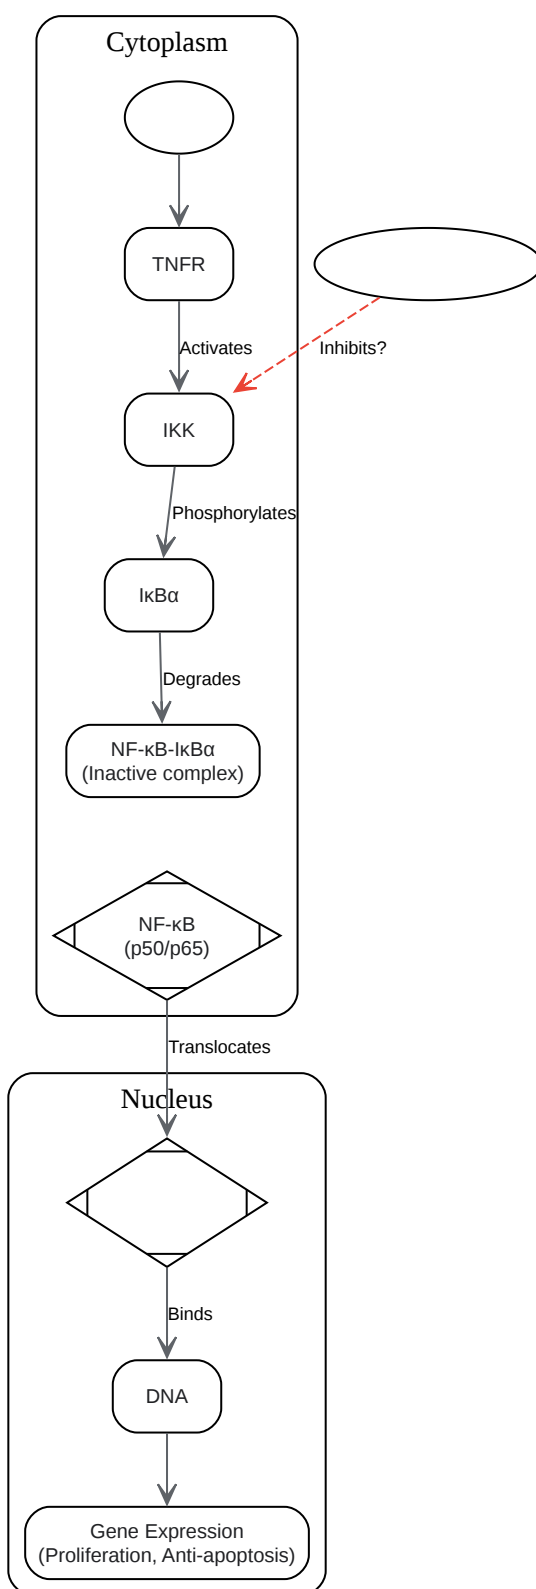 Cytoplasm
TNFR
Activates
Inhibits?
IKK
Phosphorylates
IκBα
Degrades
NF-κB-IκBα
(Inactive complex)
NF-κB
(p50/p65)
Translocates
Nucleus
Binds
DNA
Gene Expression
(Proliferation, Anti-apoptosis)